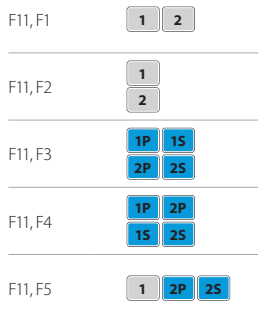 F11, F1 1 2
F11, F2 1
2
F11, F3 1P 1S
2P 2S
F11, F4 1P 2P
1S 2S
F11, F5 1 2P 2S